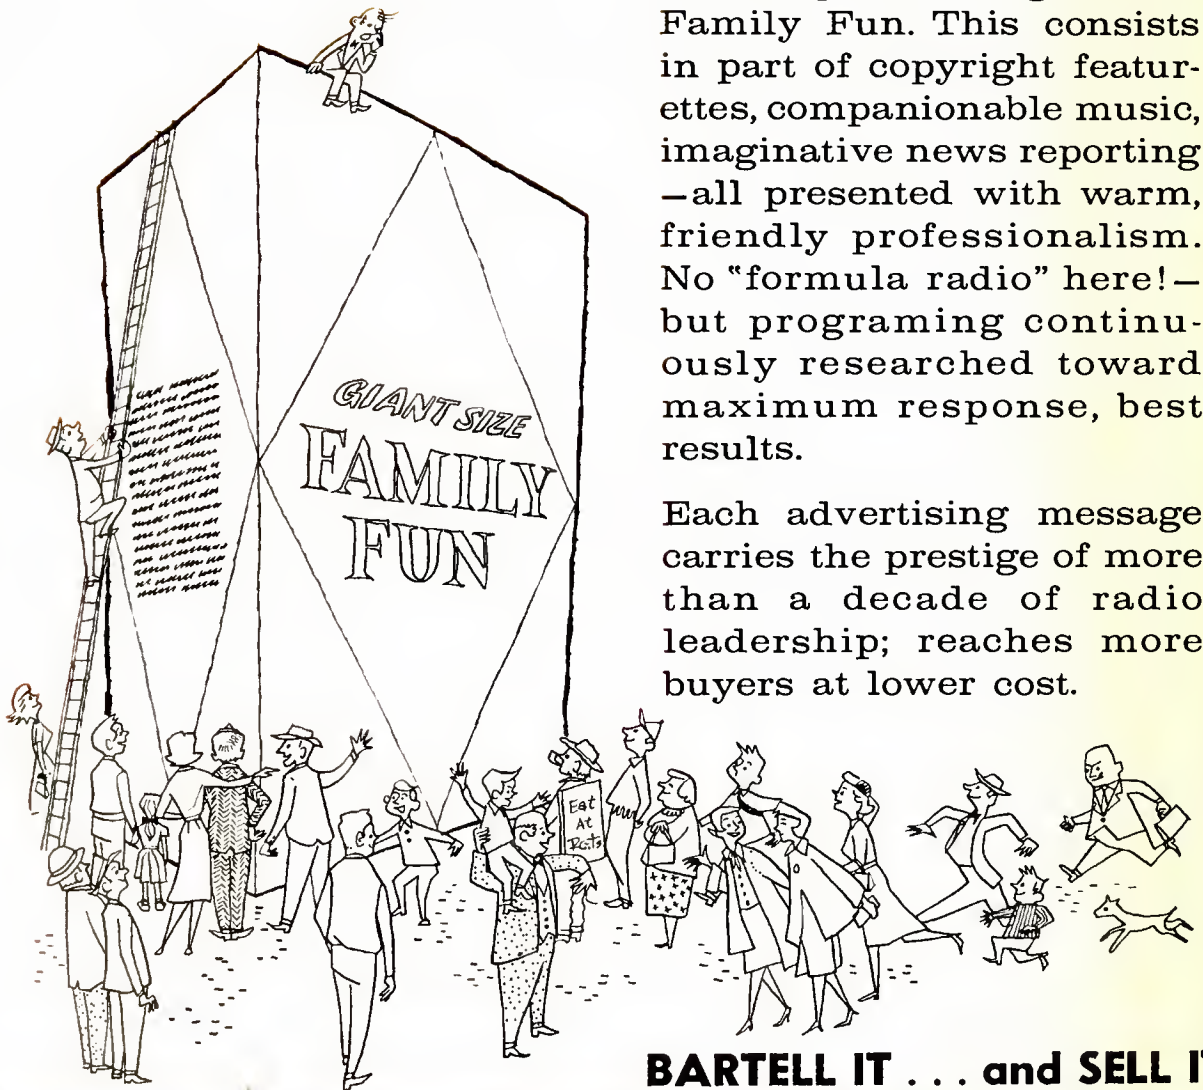 Family Fun. This consists
in part of copyright featur-
ettes, companionable music,
imaginative news reporting
—all presented with warm,
friendly professionalism.
No "formula radio" here!—
but programing continu-
ously researched toward
maximum response, best
results.
Each advertising message
carries the prestige of more
than a decade of radio
leadership; reaches more
buyers at lower cost.
GIANT SIZE
FAMILY
FUN
Eat
At
BARTELL IT . . . and SELL IT